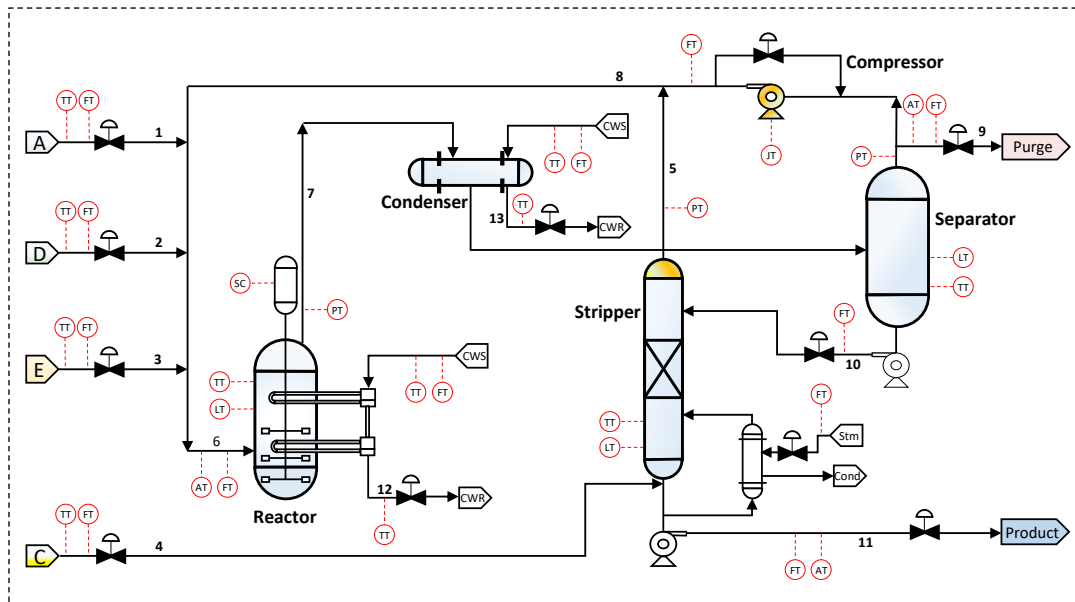 FT
Compressor
8
TT
FT
AT
FT
CWS
1
9
A
Purge
JT
PT
TT
FT
7
Condenser
5
TT
13
PT
Separator
TT
FT
CWR
D
2
LT
SC
TT
Stripper
PT
FT
TT
FT
CWS
E
3
10
TT
TT
FT
LT
FT
TT
Stm
6
LT
Cond
AT
FT
12
CWR
Reactor
TT
TT
FT
C
4
11
Product
FT
AT